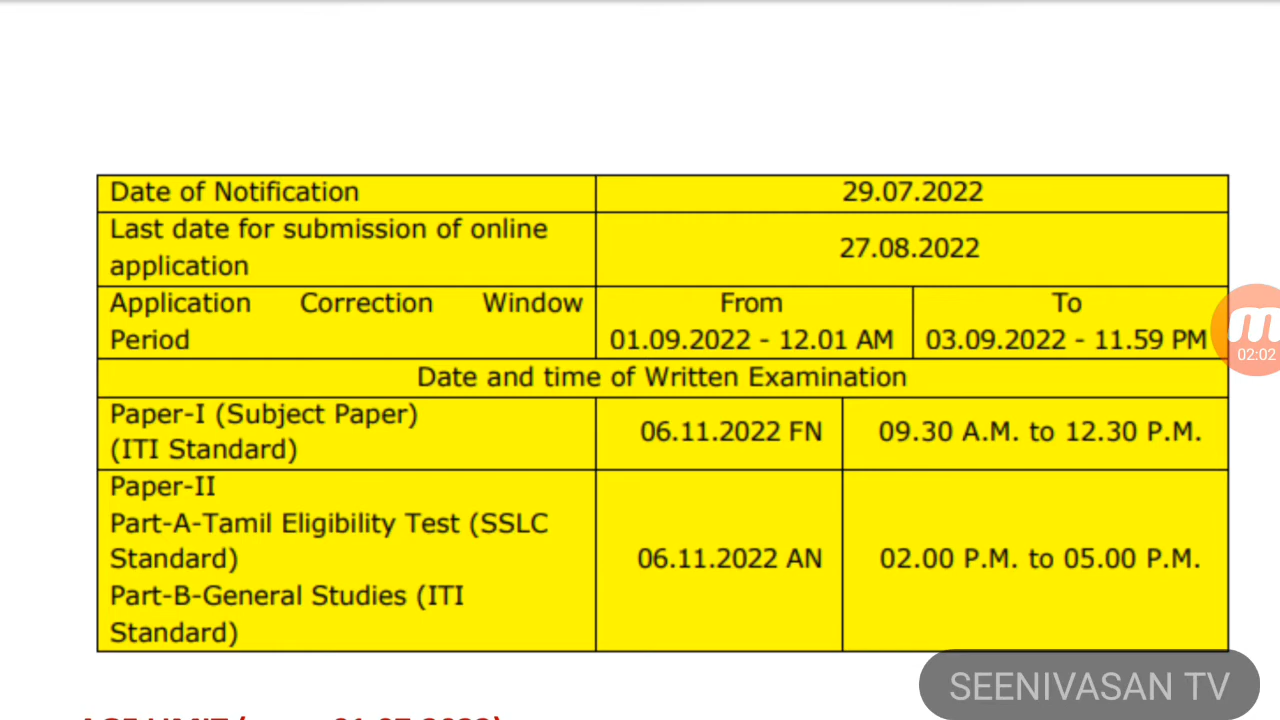 Date of Notification
29.07.2022
Last date for submission of online
application
27.08.2022
Application Correction Window
Period
From
01.09.2022 - 12.01 AM
To
03.09.2022 - 11.59 PM
02:02
Date and time of Written Examination
Paper-I (Subject Paper)
(ITI Standard)
06.11.2022 FN
09.30 A.M. to 12.30 P.M.
Paper-II
Part-A-Tamil Eligibility Test (SSLC
Standard)
Part-B-General Studies (ITI
Standard)
06.11.2022 AN
02.00 P.M. to 05.00 P.M.
SEENIVASAN TV
AGE LIMIT (